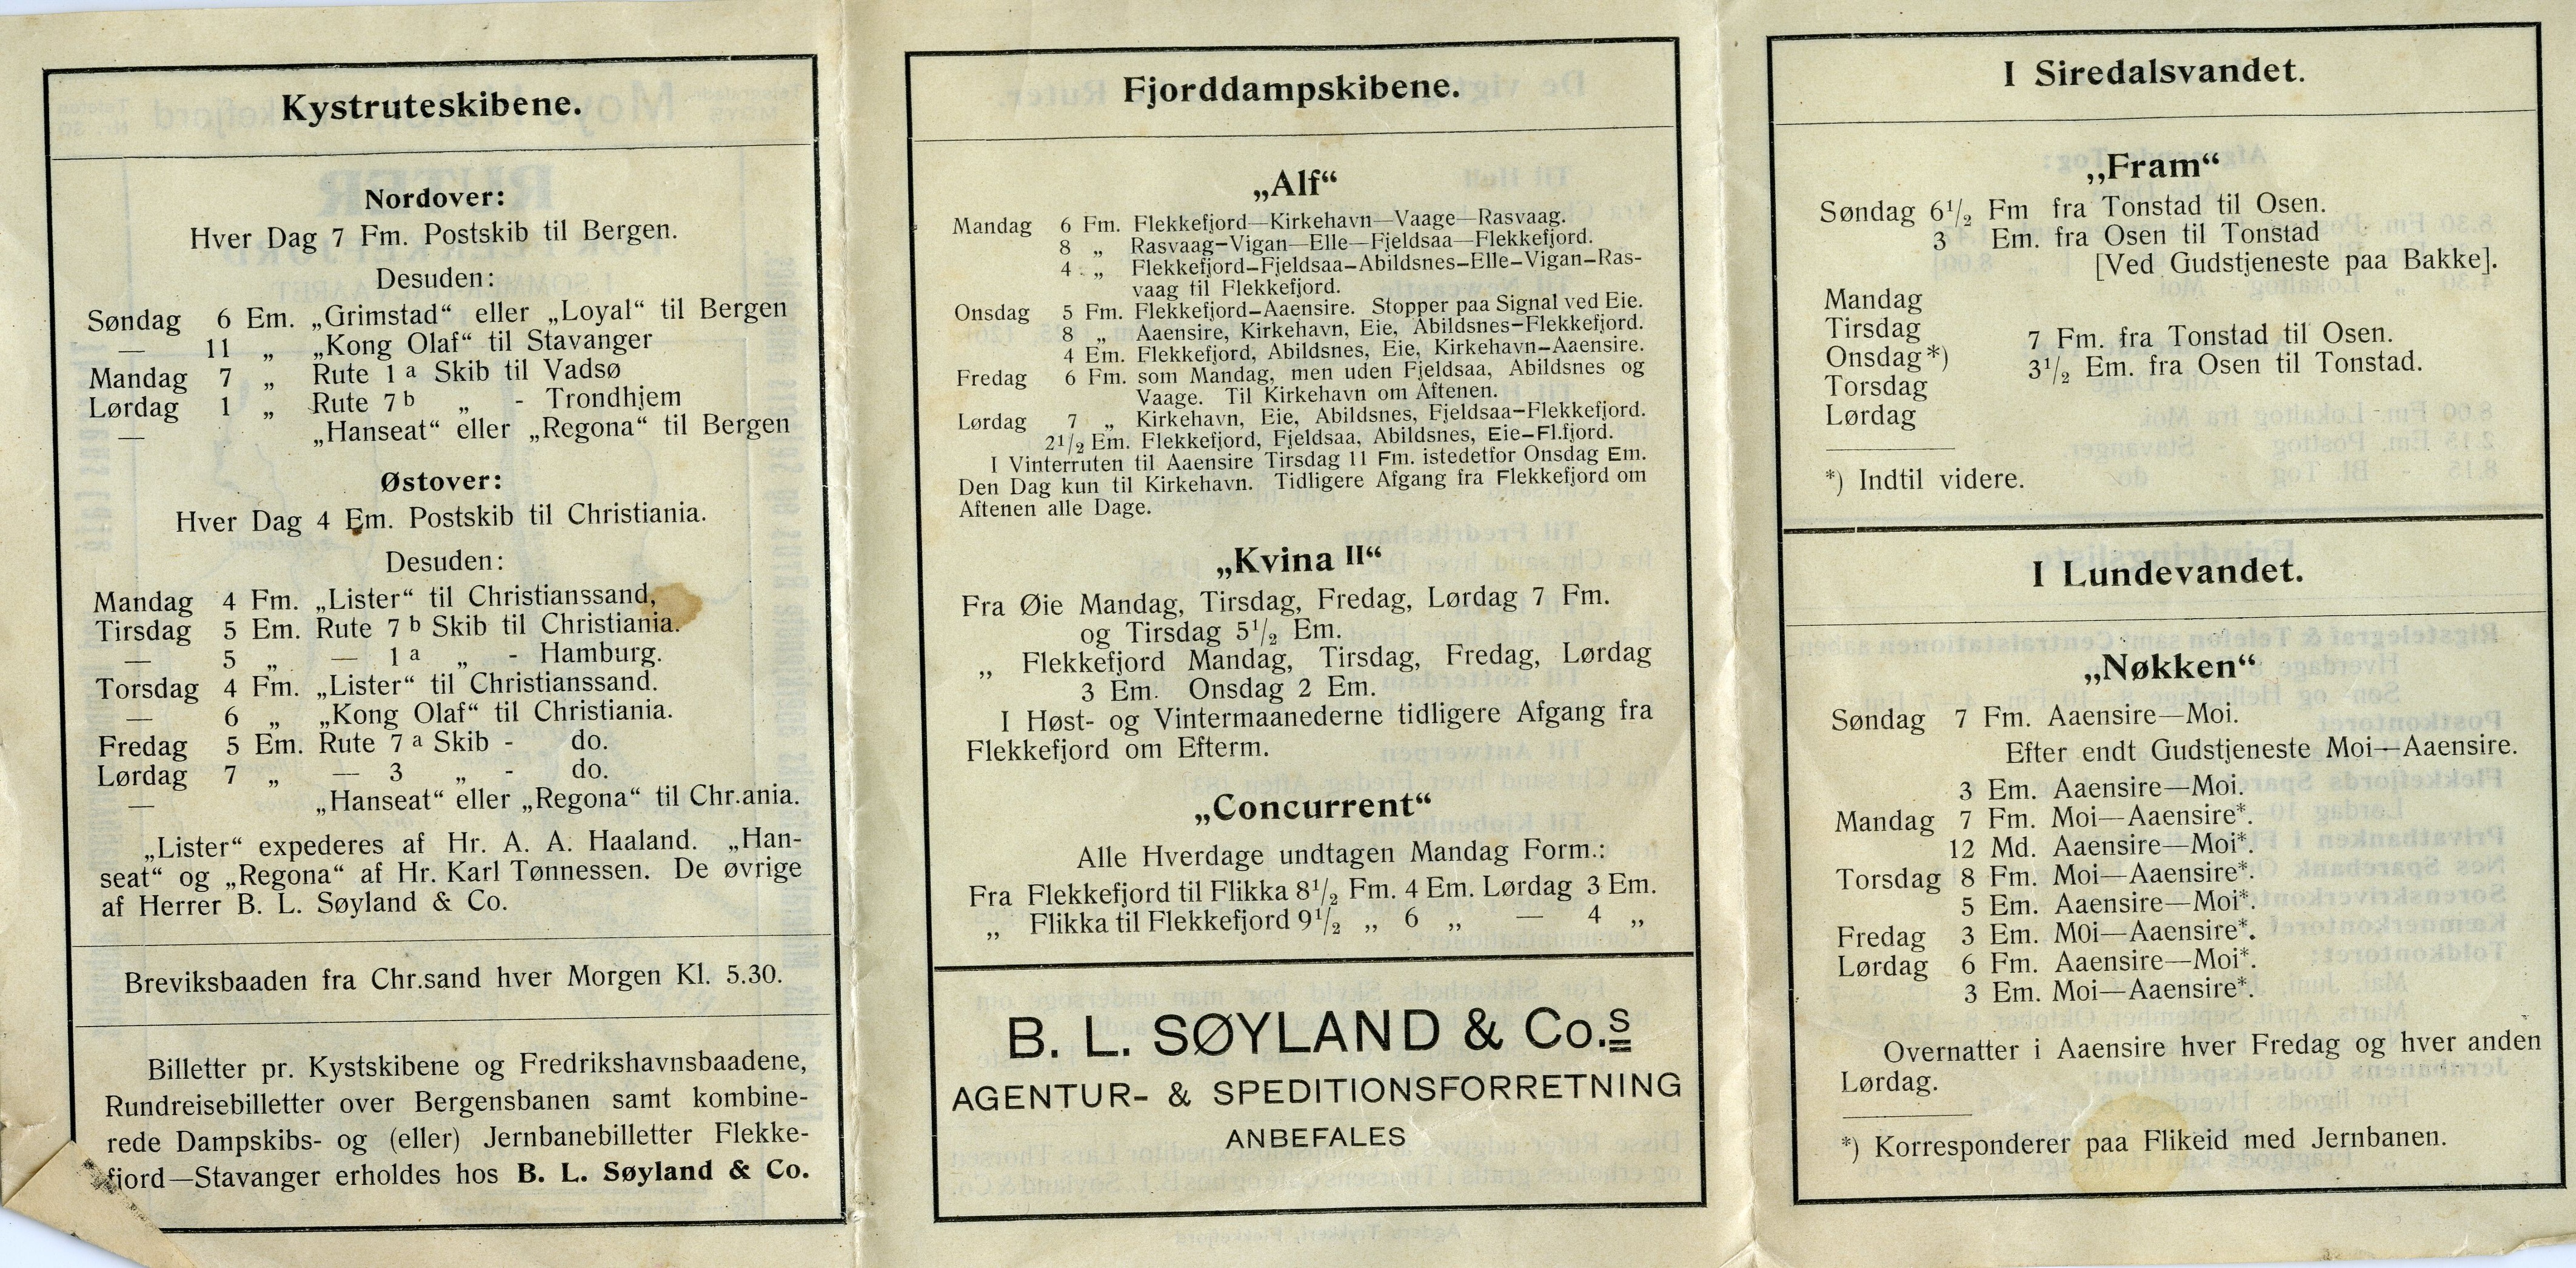 Kystruteskibene.
Nordover:
Hver Dag 7 Fm. Postskib til Bergen.
Desuden:
Søndag 6 Em. „Grimstad“ eller „Loyal“ til Bergen
— 11 „ „Kong Olaf“ til Stavanger
Mandag 7 „ Rute 1 a Skib til Vadsø
Lørdag 1 „ Rute 7 b „ - Trondhjem
— „Hanseat“ eller „Regona“ til Bergen
Østover:
Hver Dag 4 Em. Postskib til Christiania.
Desuden:
Mandag 4 Fm. „Lister“ til Christianssand,
Tirsdag 5 Em. Rute 7 b Skib til Christiania.
— 5 „ — 1 a „ - Hamburg.
Torsdag 4 Fm. „Lister“ til Christianssand.
— 6 „ „Kong Olaf“ til Christiania.
Fredag 5 Em. Rute 7 a Skib - do.
Lørdag 7 „ — 3 „ - do.
— „Hanseat“ eller „Regona“ til Chr.ania.
„Lister“ expederes af Hr. A. A. Haaland. „Han-
seat“ og „Regona“ af Hr. Karl Tønnessen. De øvrige
af Herrer B. L. Søyland & Co.
Breviksbaaden fra Chr.sand hver Morgen Kl. 5.30.
Billetter pr. Kystskibene og Fredrikshavnsbaadene,
Rundreisebilletter over Bergensbanen samt kombine-
rede Dampskibs- og (eller) Jernbanebilletter Flekke-
fjord—Stavanger erholdes hos B. L. Søyland & Co.
Fjorddampskibene.
„Alf“
Mandag 6 Fm. Flekkefjord—Kirkehavn—Vaage—Rasvaag.
8 „ Rasvaag–Vigan—Elle—Fjeldsaa—Flekkefjord.
4 „ Flekkefjord–Fjeldsaa–Abildsnes–Elle–Vigan–Ras-
vaag til Flekkefjord.
Onsdag 5 Fm. Flekkefjord–Aaensire. Stopper paa Signal ved Eie.
8 „ Aaensire, Kirkehavn, Eie, Abildsnes–Flekkefjord.
4 Em. Flekkefjord, Abildsnes, Eie, Kirkehavn–Aaensire.
Fredag 6 Fm. som Mandag, men uden Fjeldsaa, Abildsnes og
Vaage. Til Kirkehavn om Aftenen.
Lørdag 7 „ Kirkehavn, Eie, Abildsnes, Fjeldsaa–Flekkefjord.
2 1/2 Em. Flekkefjord, Fjeldsaa, Abildsnes, Eie–Fl.fjord.
I Vinterruten til Aaensire Tirsdag 11 Fm. istedetfor Onsdag Em.
Den Dag kun til Kirkehavn. Tidligere Afgang fra Flekkefjord om
Aftenen alle Dage.
„Kvina II“
Fra Øie Mandag, Tirsdag, Fredag, Lørdag 7 Fm.
og Tirsdag 5 1/2 Em.
„ Flekkefjord Mandag, Tirsdag, Fredag, Lørdag
3 Em. Onsdag 2 Em.
I Høst- og Vintermaanederne tidligere Afgang fra
Flekkefjord om Efterm.
„Concurrent“
Alle Hverdage undtagen Mandag Form.:
Fra Flekkefjord til Flikka 8 1/2 Fm. 4 Em. Lørdag 3 Em.
„ Flikka til Flekkefjord 9 1/2 „ 6 „ — 4 „
B. L. SØYLAND & Co.s
AGENTUR- & SPEDITIONSFORRETNING
ANBEFALES
I Siredalsvandet.
„Fram“
Søndag 6 1/2 Fm fra Tonstad til Osen.
3 Em. fra Osen til Tonstad
[Ved Gudstjeneste paa Bakke].
Mandag
Tirsdag
Onsdag*)
Torsdag
Lørdag
7 Fm. fra Tonstad til Osen.
3 1/2 Em. fra Osen til Tonstad.
*) Indtil videre.
I Lundevandet.
„Nøkken“
Søndag 7 Fm. Aaensire—Moi.
Efter endt Gudstjeneste Moi—Aaensire.
3 Em. Aaensire—Moi.
Mandag 7 Fm. Moi—Aaensire*.
12 Md. Aaensire—Moi*.
Torsdag 8 Fm. Moi—Aaensire*.
5 Em. Aaensire—Moi*.
Fredag 3 Em. M0i—Aaensire*.
Lørdag 6 Fm. Aaensire—Moi*.
3 Em. Moi—Aaensire*.
Overnatter i Aaensire hver Fredag og hver anden
Lørdag.
*) Korresponderer paa Flikeid med Jernbanen.